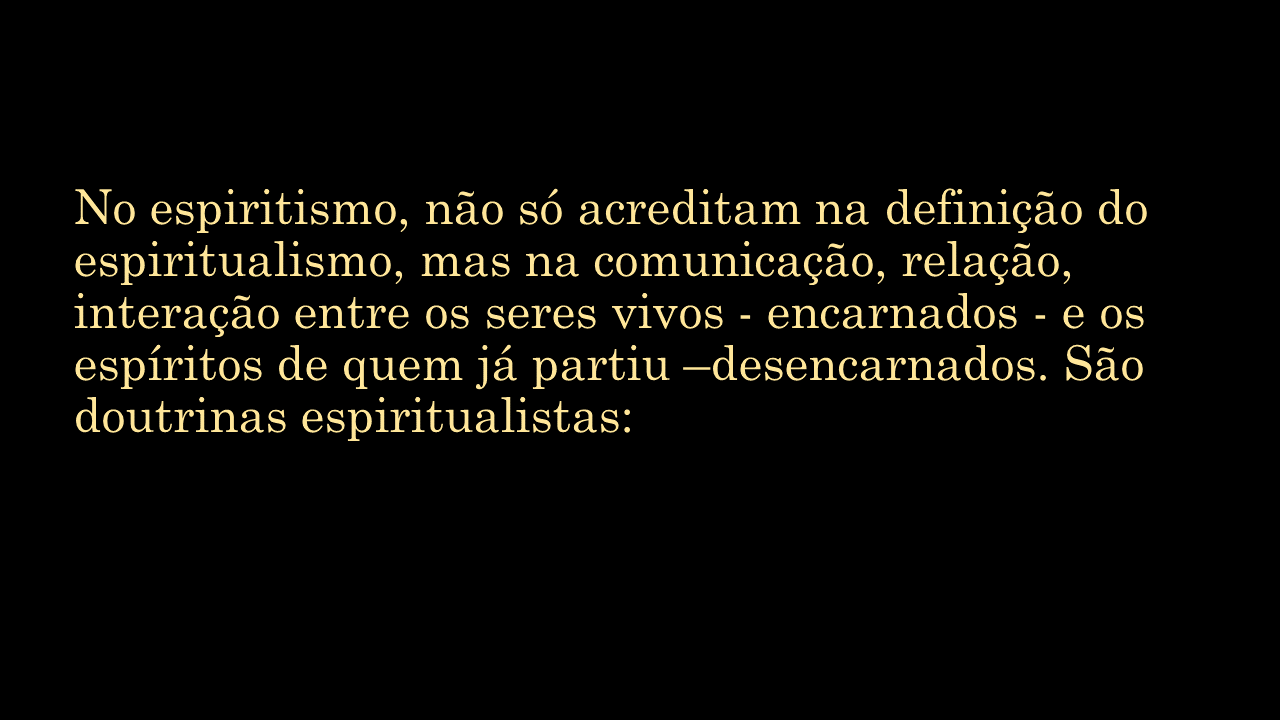 No espiritismo, não só acreditam na definição do
espiritualismo, mas na comunicação, relação,
interação entre os seres vivos - encarnados - e os
espíritos de quem já partiu –desencarnados. São
doutrinas espiritualistas: